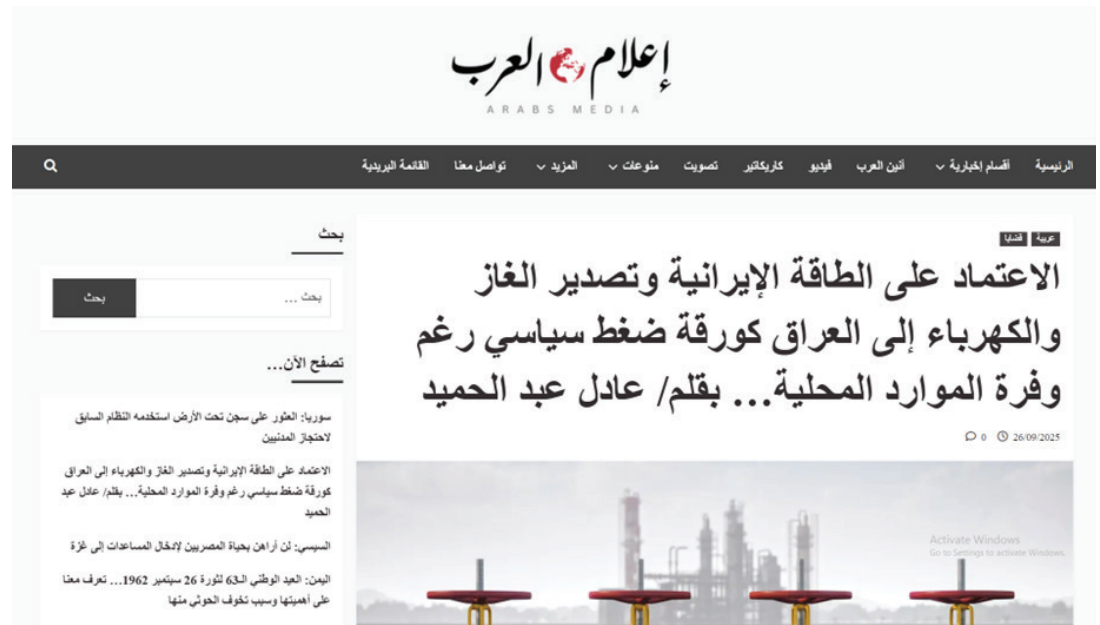 إعلام العرب
ARABS MEDIA
الرئيسية أقسام إخبارية أنين العرب فيديو كاريكاتير تصويت منوعات المزيد تواصل معنا القائمة البريدية
عربية قضايا
الاعتماد على الطاقة الإيرانية وتصدير الغاز
والكهرباء إلى العراق كورقة ضغط سياسي رغم
وفرة الموارد المحلية... بقلم/ عادل عبد الحميد
26/09/2025 0
بحث
بحث ...
بحث
تصفح الآن...
سوريا: العثور على سجن تحت الأرض استخدمه النظام السابق
لاحتجاز المدنيين
الاعتماد على الطاقة الإيرانية وتصدير الغاز والكهرباء إلى العراق
كورقة ضغط سياسي رغم وفرة الموارد المحلية... بقلم/ عادل عبد
الحميد
السيسي: لن أراهن بحياة المصريين لإدخال المساعدات إلى غزة
اليمن: العيد الوطني الـ63 لثورة 26 سبتمبر 1962... تعرف معنا
على أهميتها وسبب تخوف الحوثي منها
Activate Windows
Go to Settings to activate Windows.